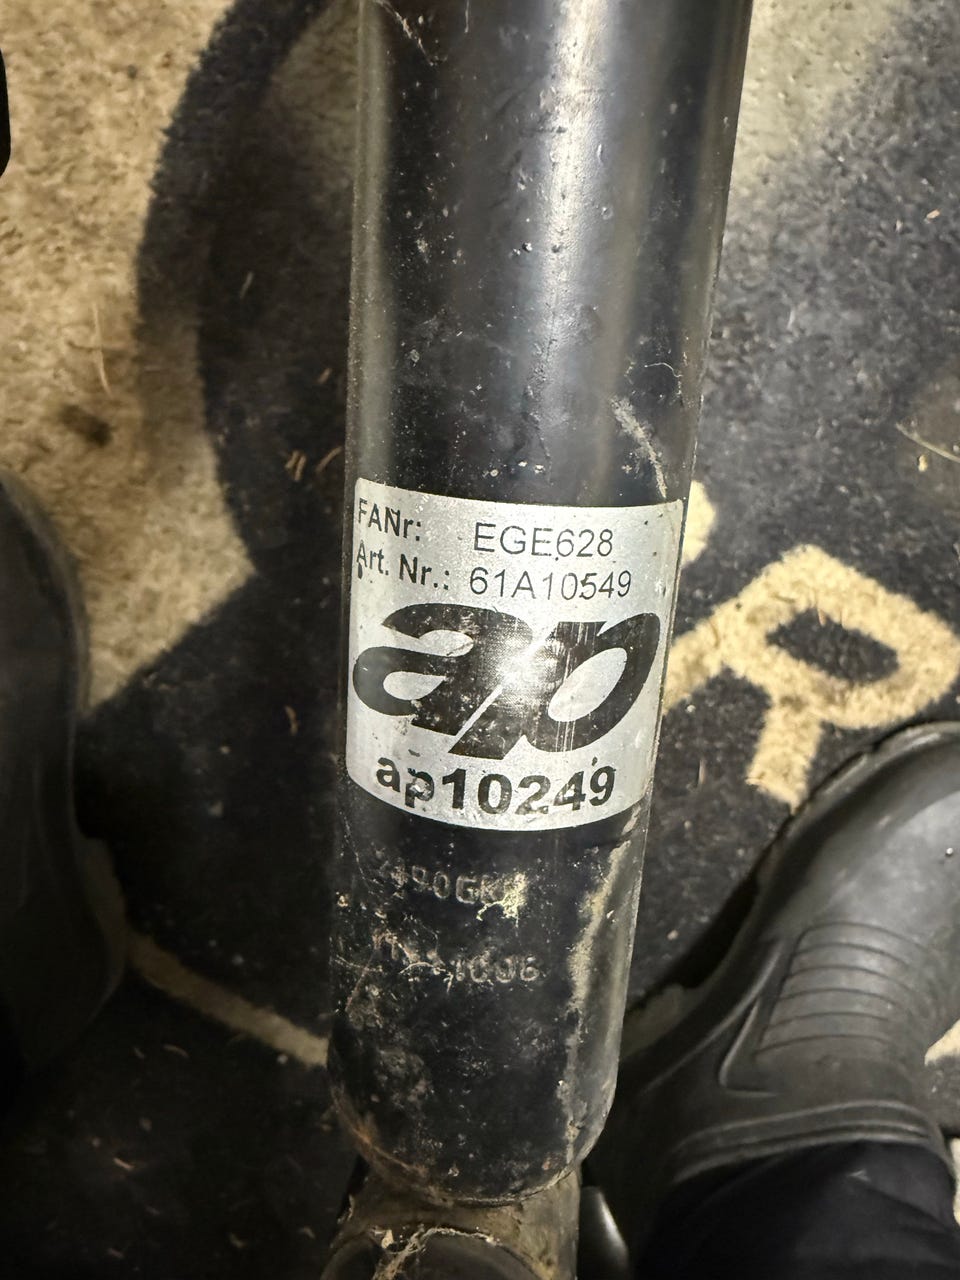 FANr: EGE628
Art. Nr.: 61A10549
ap
ap10249
R